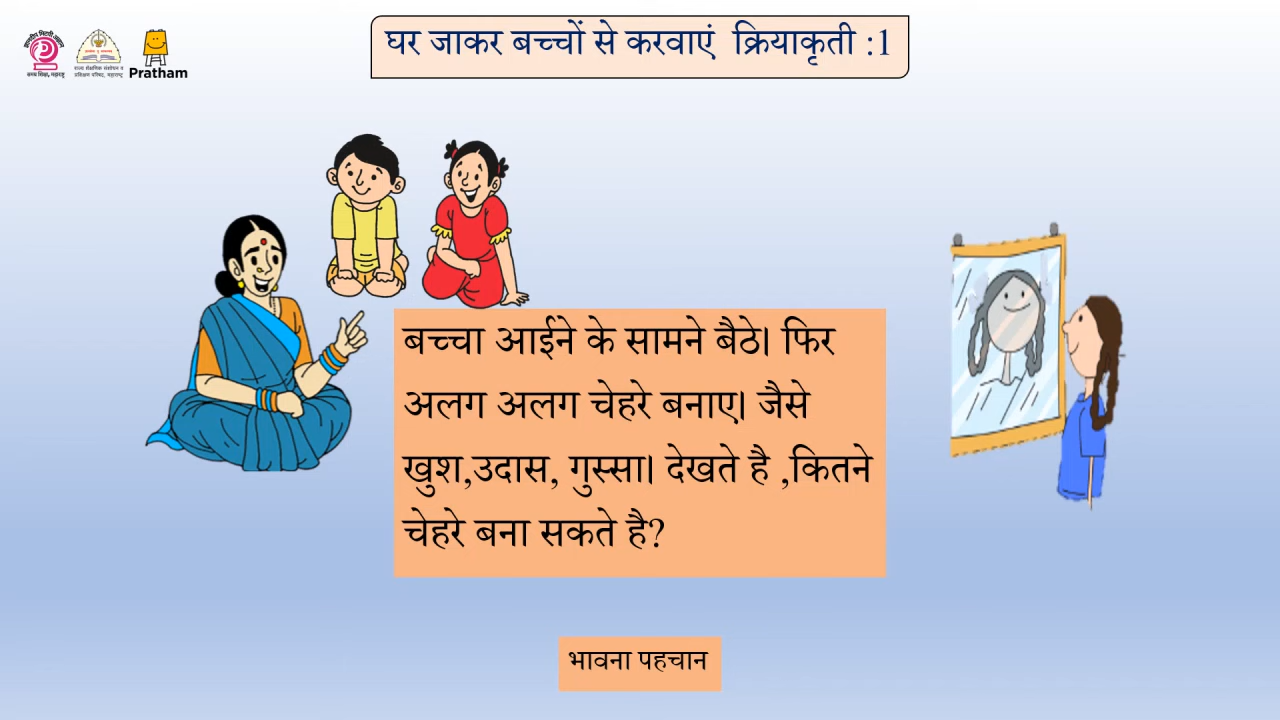 घर जाकर बच्चों से करवाएं क्रियाकृती :1
Pratham
बच्चा आईने के सामने बैठे। फिर
अलग अलग चेहरे बनाए। जैसे
खुश,उदास, गुस्सा। देखते है ,कितने
चेहरे बना सकते है?
भावना पहचान